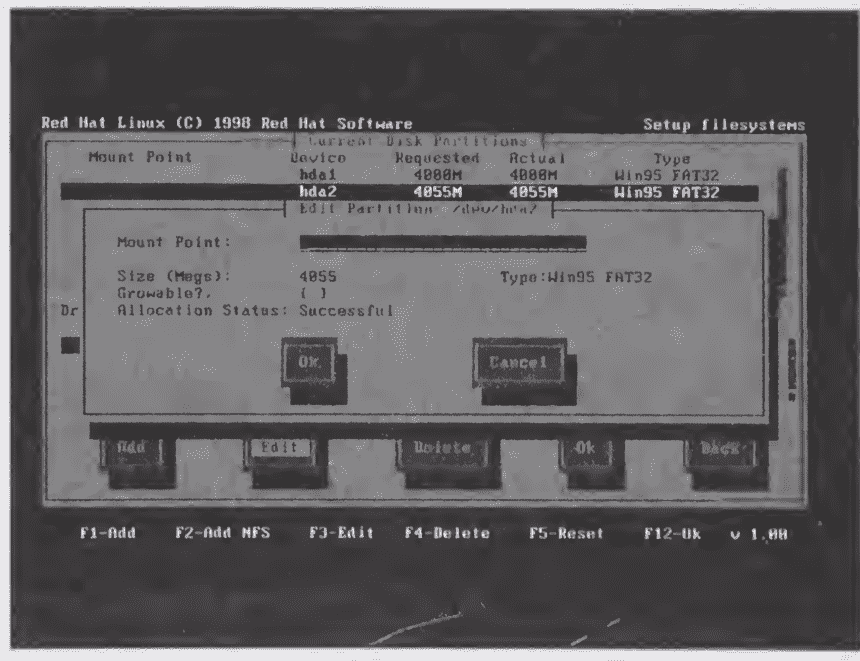 Red Hat Linux (C) 1998 Red Hat Software Setup filesystems
Current Disk Partitions
Mount Point Device Requested Actual Type
hda1 4000M 4000M Win95 FAT32
hda2 4055M 4055M Win95 FAT32
Edit Partition: /dev/hda2
Mount Point:
Size (Megs): 4055 Type:Win95 FAT32
Growable?: ( )
Dr
Allocation Status: Successful
Ok Cancel
Add Edit Delete Ok Back
F1-Add F2-Add NFS F3-Edit F4-Delete F5-Reset F12-Ok v 1.00